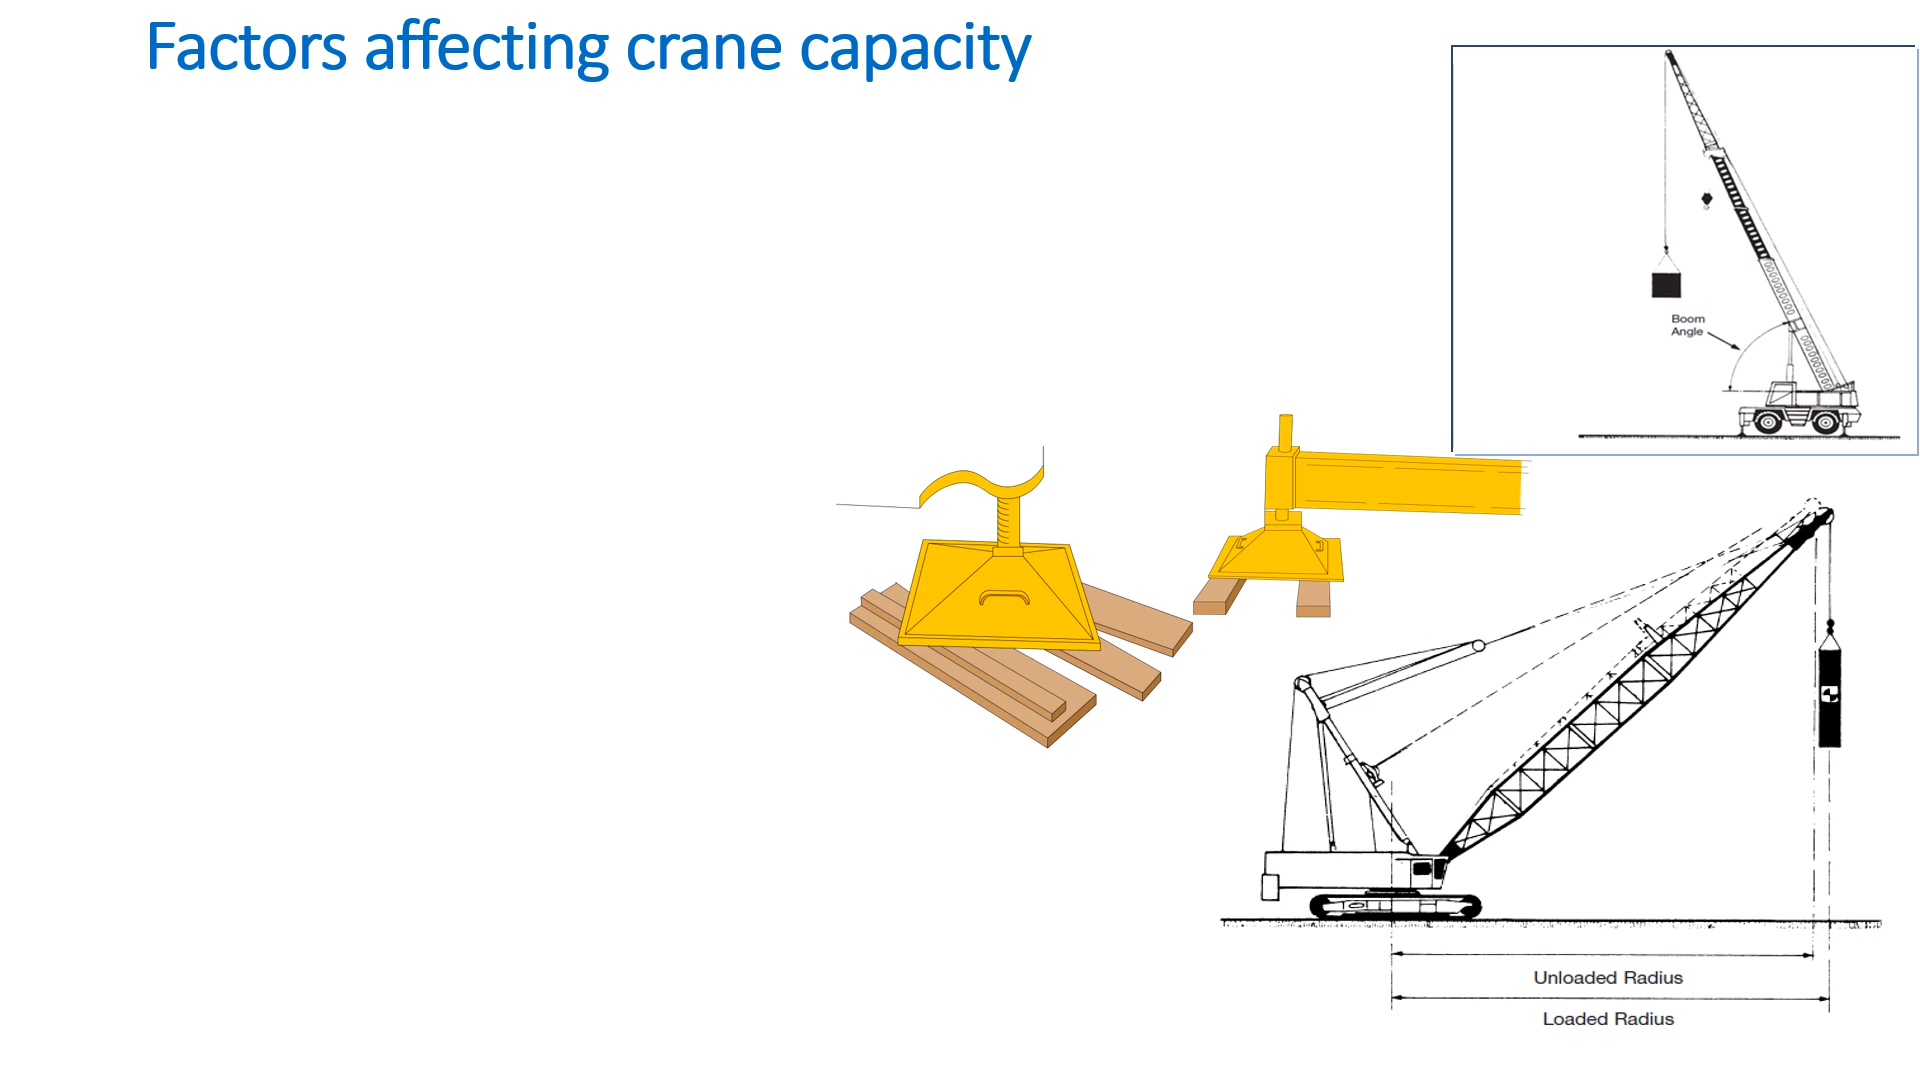 Factors affecting crane capacity
Boom
Angle
Unloaded Radius
Loaded Radius